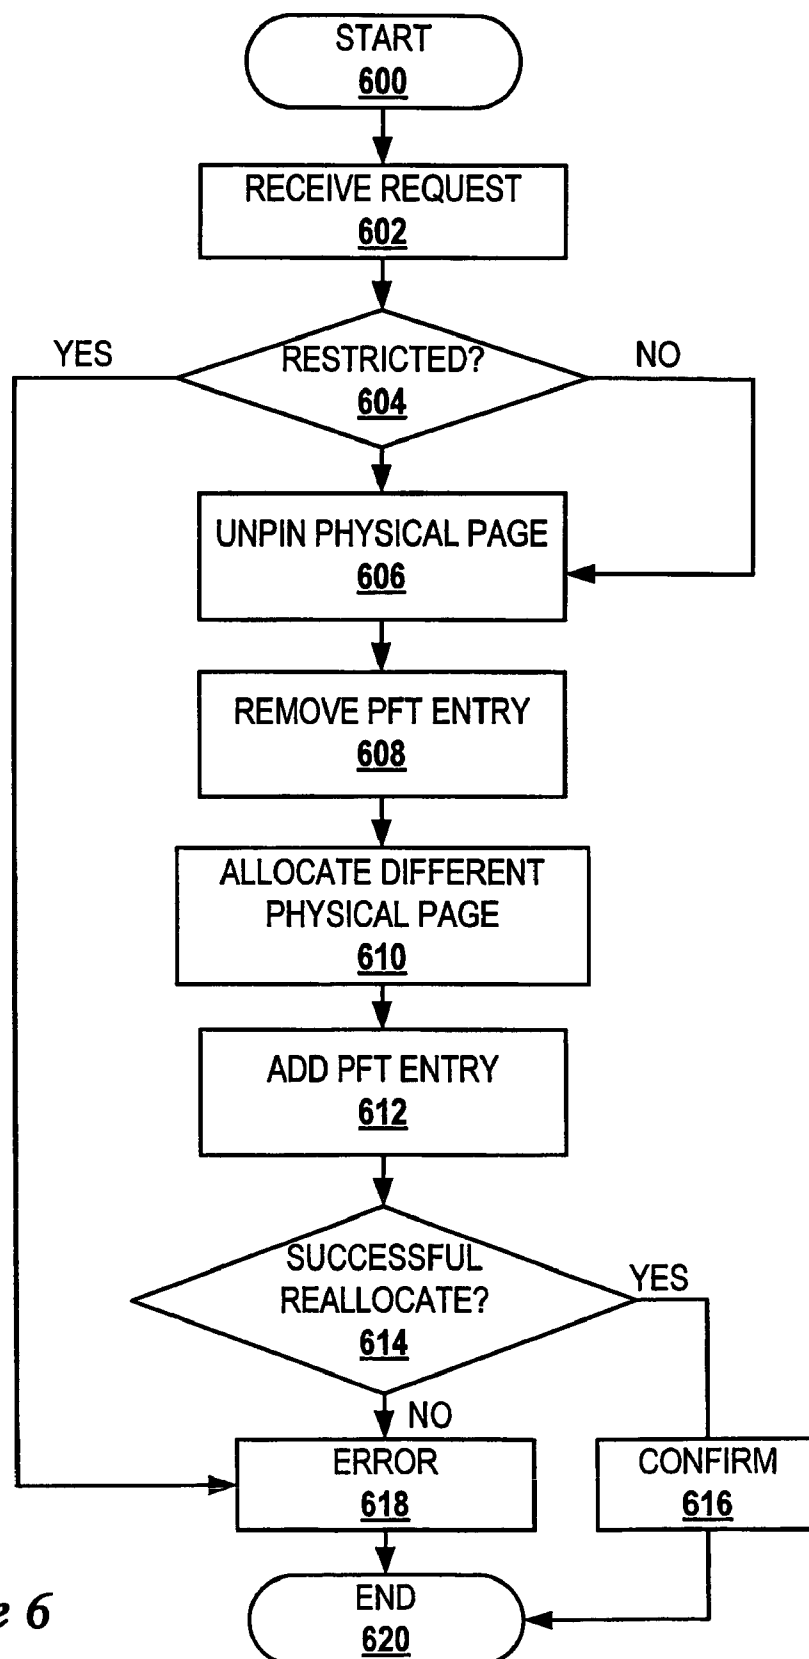 START
600
RECEIVE REQUEST
602
YES
RESTRICTED?
604
NO
UNPIN PHYSICAL PAGE
606
REMOVE PFT ENTRY
608
ALLOCATE DIFFERENT
PHYSICAL PAGE
610
ADD PFT ENTRY
612
SUCCESSFUL
REALLOCATE?
614
YES
NO
ERROR
618
CONFIRM
616
END
620
e 6